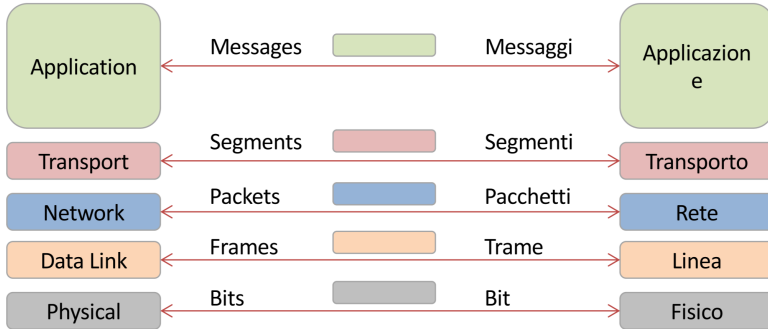 Application Messages Messaggi Applicazion
e
Transport Segments Segmenti Transporto
Network Packets Pacchetti Rete
Data Link Frames Trame Linea
Physical Bits Bit Fisico